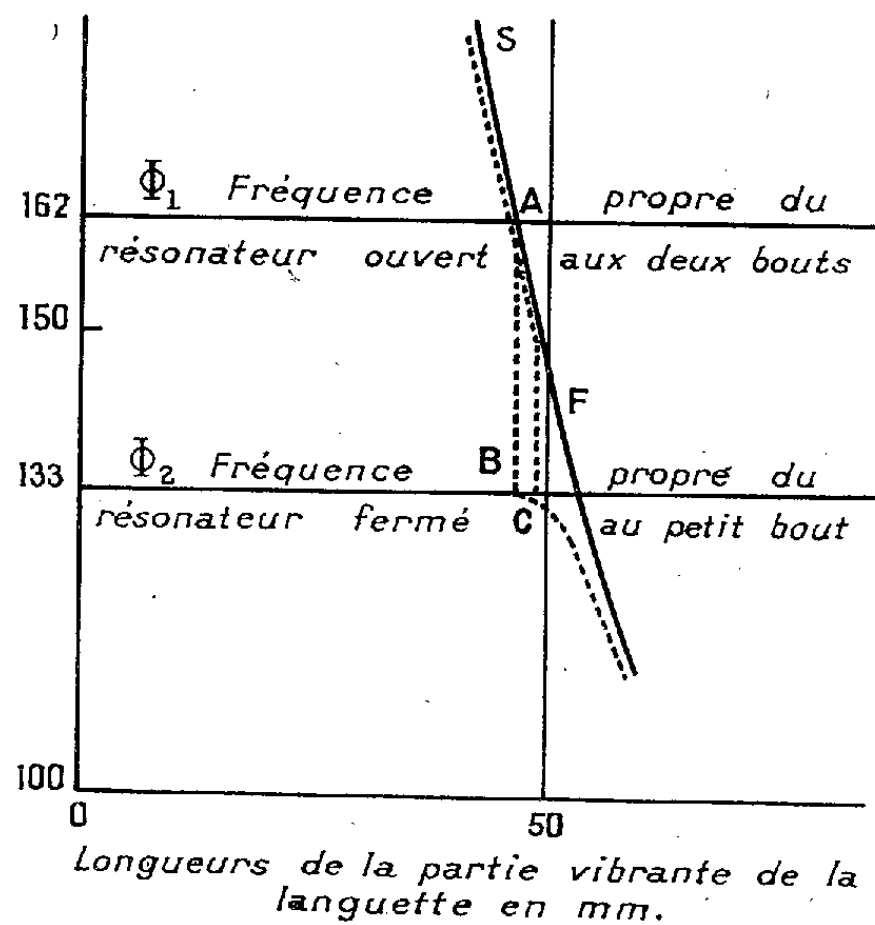 S
Φ₁ Fréquence A propre du
162
résonateur ouvert aux deux bouts
150
F
Φ₂ Fréquence B propre du
133
résonateur fermé C au petit bout
100
0 50
Longueurs de la partie vibrante de la
languette en mm.